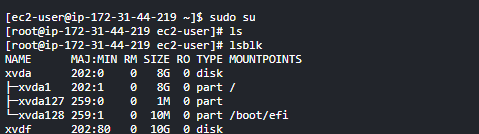 [ec2-user@ip-172-31-44-219 ~]$ sudo su
[root@ip-172-31-44-219 ec2-user]# ls
[root@ip-172-31-44-219 ec2-user]# lsblk
NAME      MAJ:MIN RM SIZE RO TYPE MOUNTPOINTS
xvda      202:0    0   8G  0 disk
├─xvda1   202:1    0   8G  0 part /
├─xvda127 259:0    0   1M  0 part
└─xvda128 259:1    0  10M  0 part /boot/efi
xvdf      202:80   0  10G  0 disk